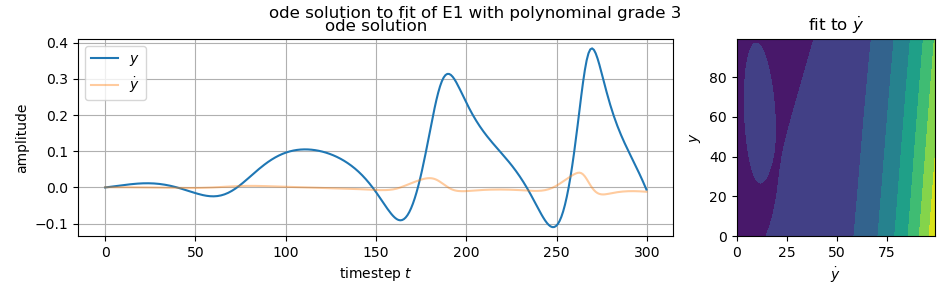 ode solution to fit of E1 with polynominal grade 3
ode solution
fit to ẏ
y
ẏ
amplitude
0.4
0.3
0.2
0.1
0.0
−0.1
0 50 100 150 200 250 300
timestep t
y
80
60
40
20
0
0 25 50 75
ẏ